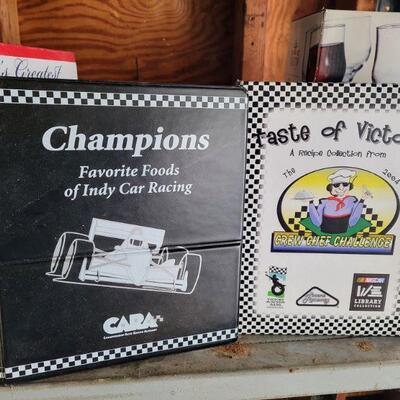 's Greatest
Champions
Favorite Foods
of Indy Car Racing
CARA
Taste of Victo
A Recipe Collection from
The 2004
CREW CHEF CHALLENGE
NASCAR
LIBRARY
COLLECTION